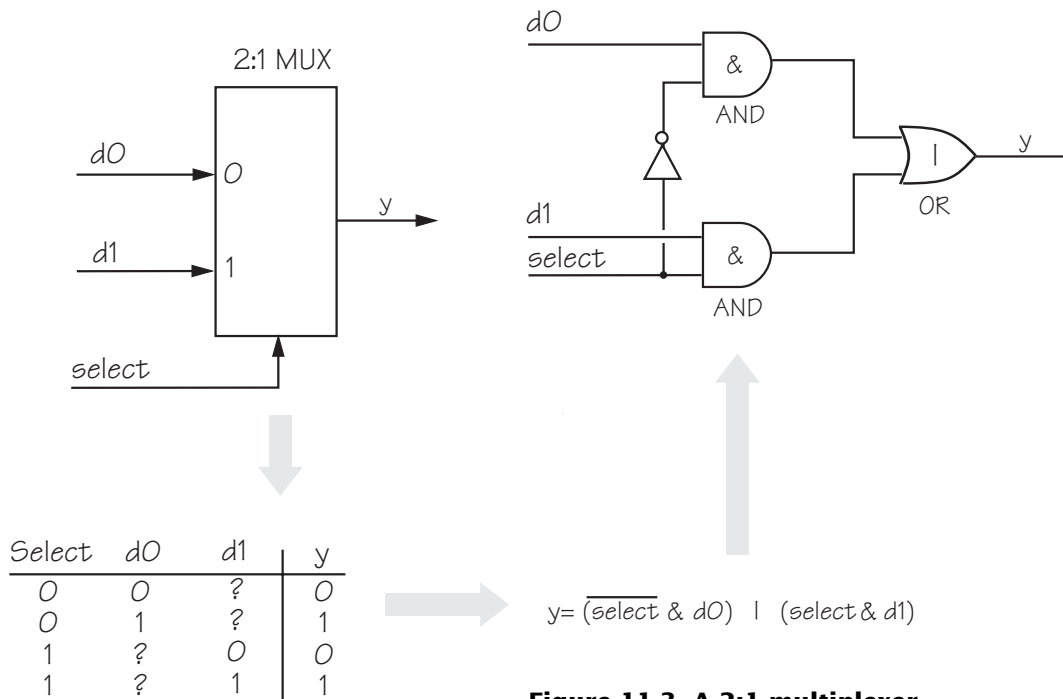 2:1 MUX
d0
0
d1
1
y
select
d0
&
AND
d1
select
&
AND
|
OR
y
Select d0 d1 y
0 0 ? 0
0 1 ? 1
1 ? 0 0
1 ? 1 1
y= (select & d0) | (select & d1)
Figure 11.3 A 2:1 multiplexer